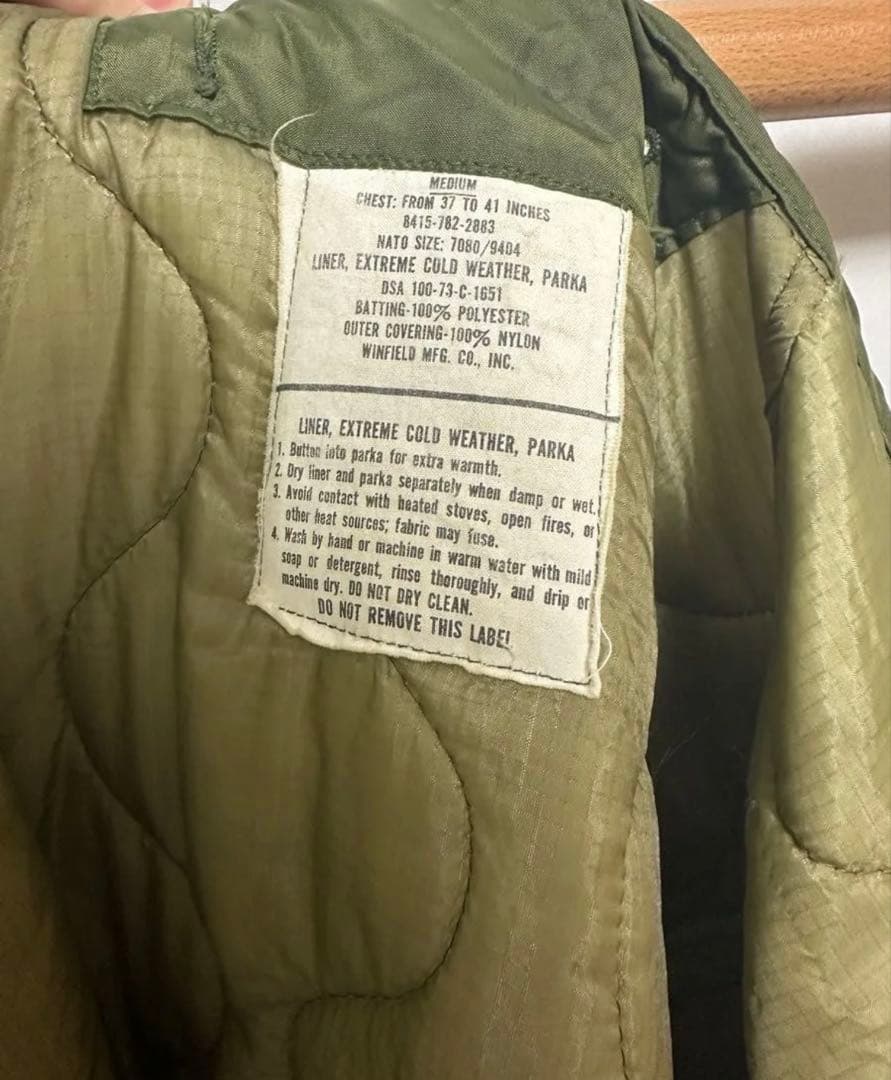 MEDIUM
CHEST: FROM 37 TO 41 INCHES
8415-782-2883
NATO SIZE: 7080/9404
LINER, EXTREME COLD WEATHER, PARKA
DSA 100-73-C-1651
BATTING-100% POLYESTER
OUTER COVERING-100% NYLON
WINFIELD MFG. CO., INC.
LINER, EXTREME COLD WEATHER, PARKA
1. Button into parka for extra warmth.
2. Dry liner and parka separately when damp or wet.
3. Avoid contact with heated stoves, open fires, or
other heat sources; fabric may fuse.
4. Wash by hand or machine in warm water with mild
soap or detergent, rinse thoroughly, and drip or
machine dry. DO NOT DRY CLEAN.
DO NOT REMOVE THIS LABEL